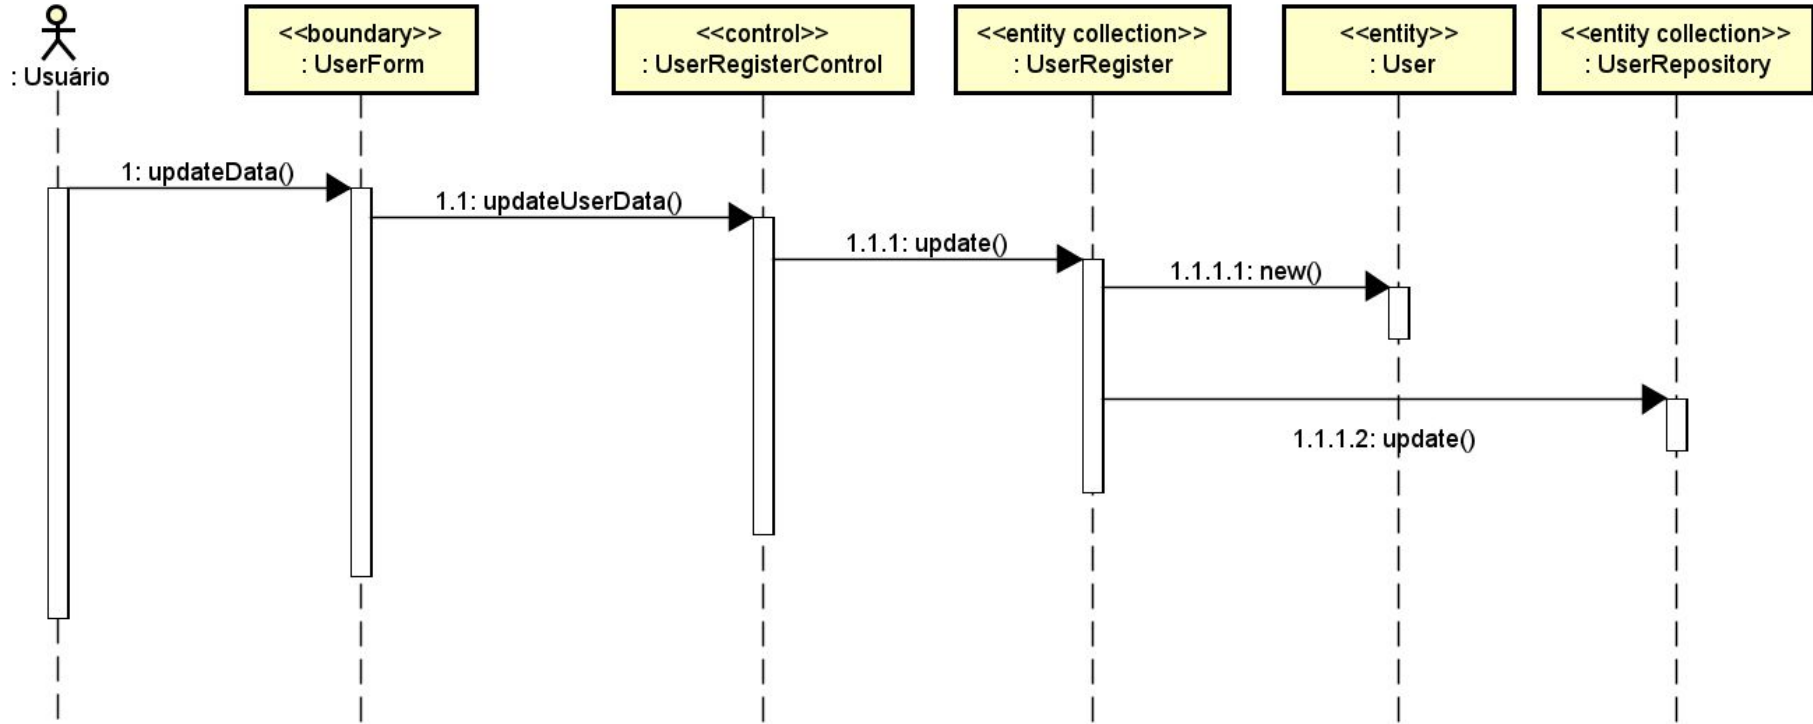 : Usuário
<<boundary>>
: UserForm
<<control>>
: UserRegisterControl
<<entity collection>>
: UserRegister
<<entity>>
: User
<<entity collection>>
: UserRepository
1: updateData()
1.1: updateUserData()
1.1.1: update()
1.1.1.1: new()
1.1.1.2: update()